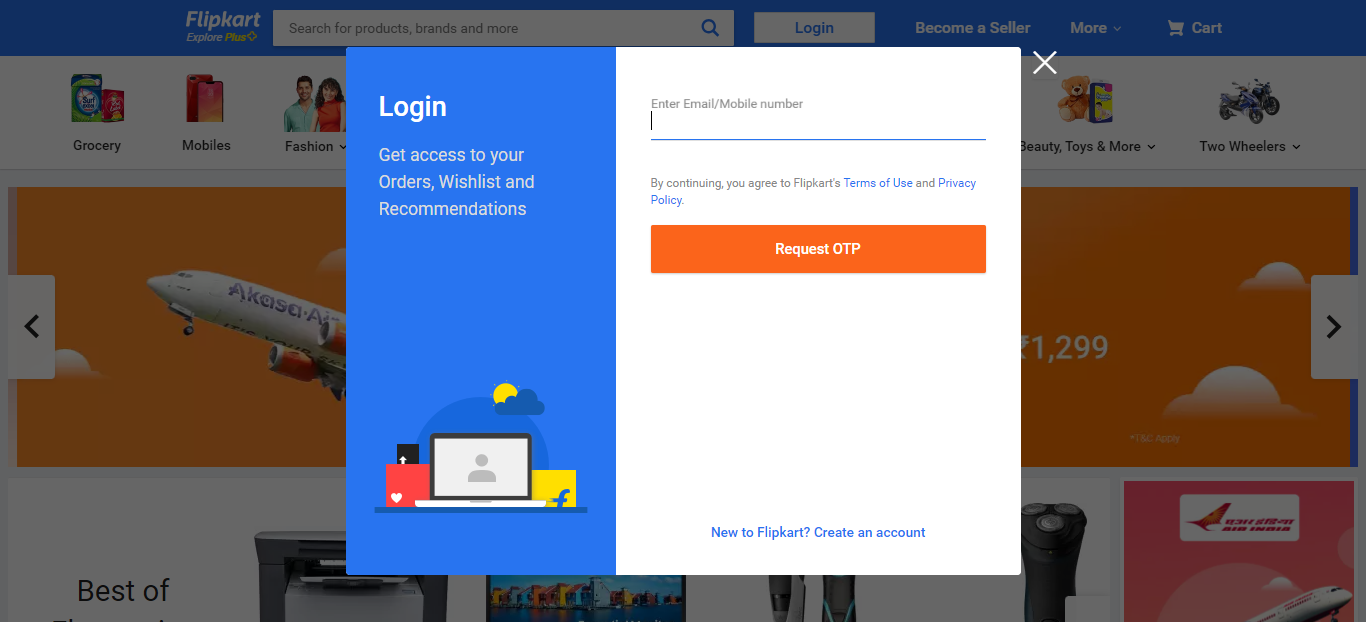 Flipkart
Explore Plus
Search for products, brands and more
Login
Become a Seller
More
Cart
Grocery
Mobiles
Fashion
Beauty, Toys & More
Two Wheelers
Login
Get access to your
Orders, Wishlist and
Recommendations
Enter Email/Mobile number
By continuing, you agree to Flipkart's Terms of Use and Privacy
Policy.
Request OTP
New to Flipkart? Create an account
Akasa Air
₹1,299
*T&C Apply
एअर इंडिया
AIR INDIA
Best of